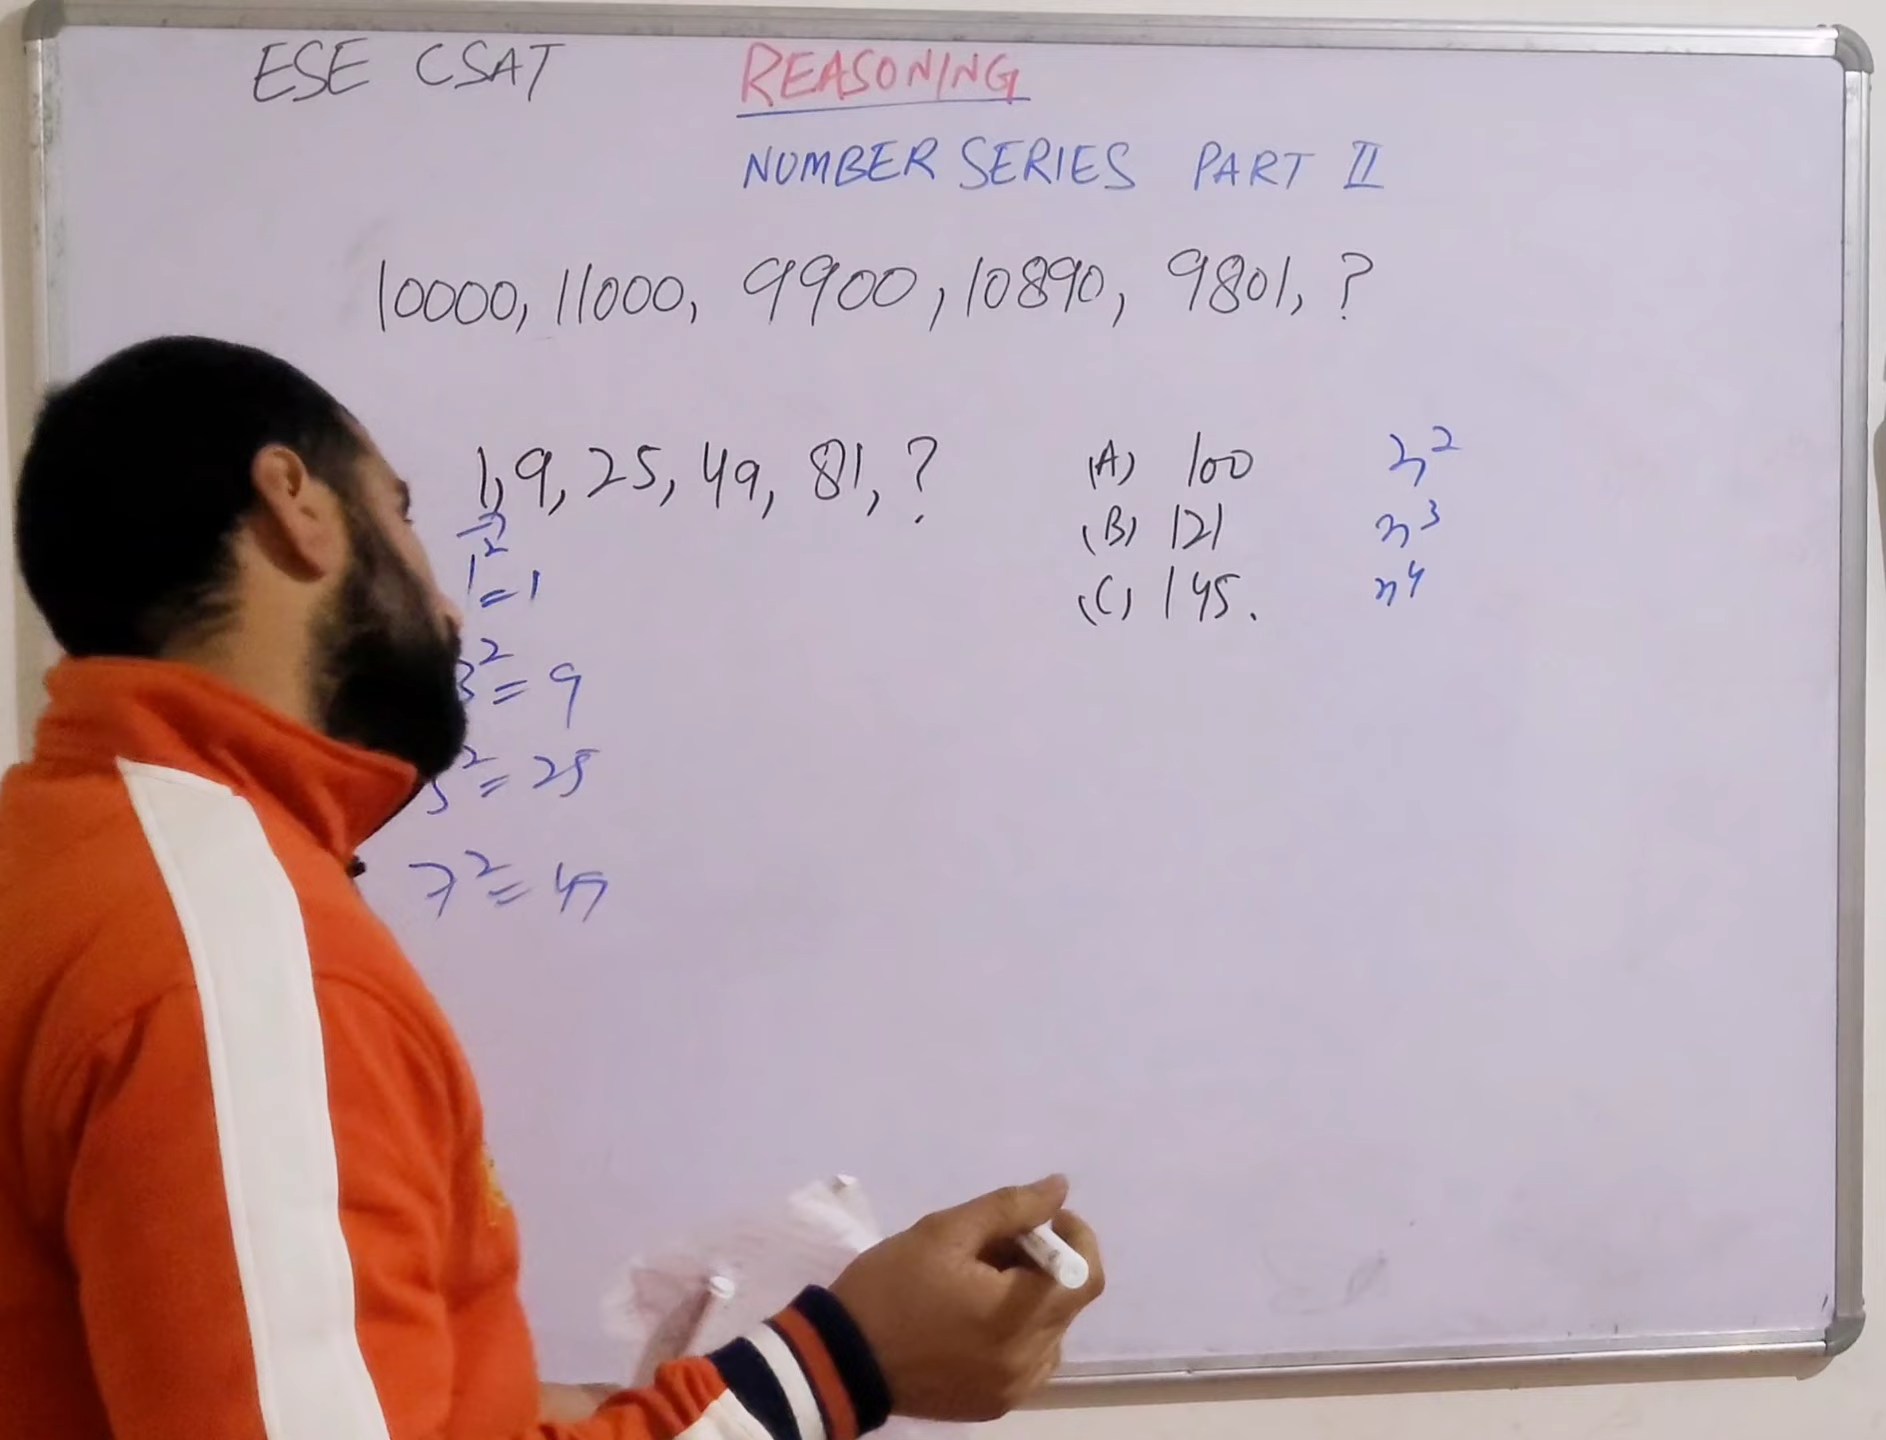 ESE CSAT REASONING
NUMBER SERIES PART II
10000, 11000, 9900, 10890, 9801, ?
1, 9, 25, 49, 81, ? (A) 100 n²
(B) 121 n³
(C) 145. n⁴
1² = 1
3² = 9
5² = 25
7² = 49